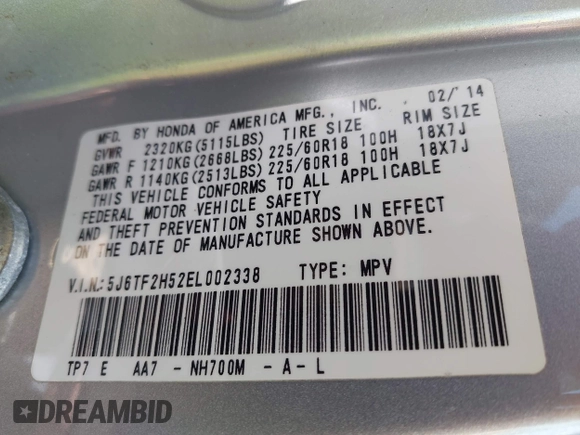 MFD. BY HONDA OF AMERICA MFG., INC. 02/'14
GVWR 2320KG(5115LBS) TIRE SIZE RIM SIZE
GAWR F 1210KG(2668LBS) 225/60R18 100H 18X7J
GAWR R 1140KG(2513LBS) 225/60R18 100H 18X7J
THIS VEHICLE CONFORMS TO ALL APPLICABLE
FEDERAL MOTOR VEHICLE SAFETY
AND THEFT PREVENTION STANDARDS IN EFFECT
ON THE DATE OF MANUFACTURE SHOWN ABOVE.
V.I.N.: 5J6TF2H52EL002338 TYPE: MPV
TP7 E AA7 - NH700M - A - L
DREAMBID